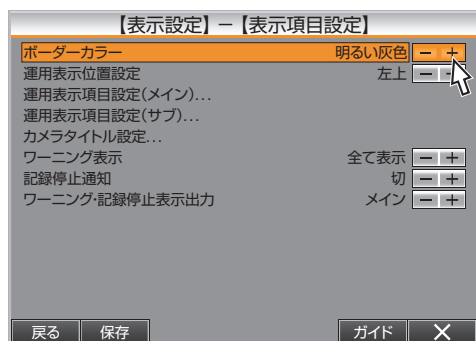 【表示設定】－【表示項目設定】
ボーダーカラー 明るい灰色 － ＋
運用表示位置設定 左上 － ＋
運用表示項目設定(メイン)...
運用表示項目設定(サブ)...
カメラタイトル設定...
ワーニング表示 全て表示 － ＋
記録停止通知 切 － ＋
ワーニング・記録停止表示出力 メイン － ＋
戻る 保存 ガイド ×